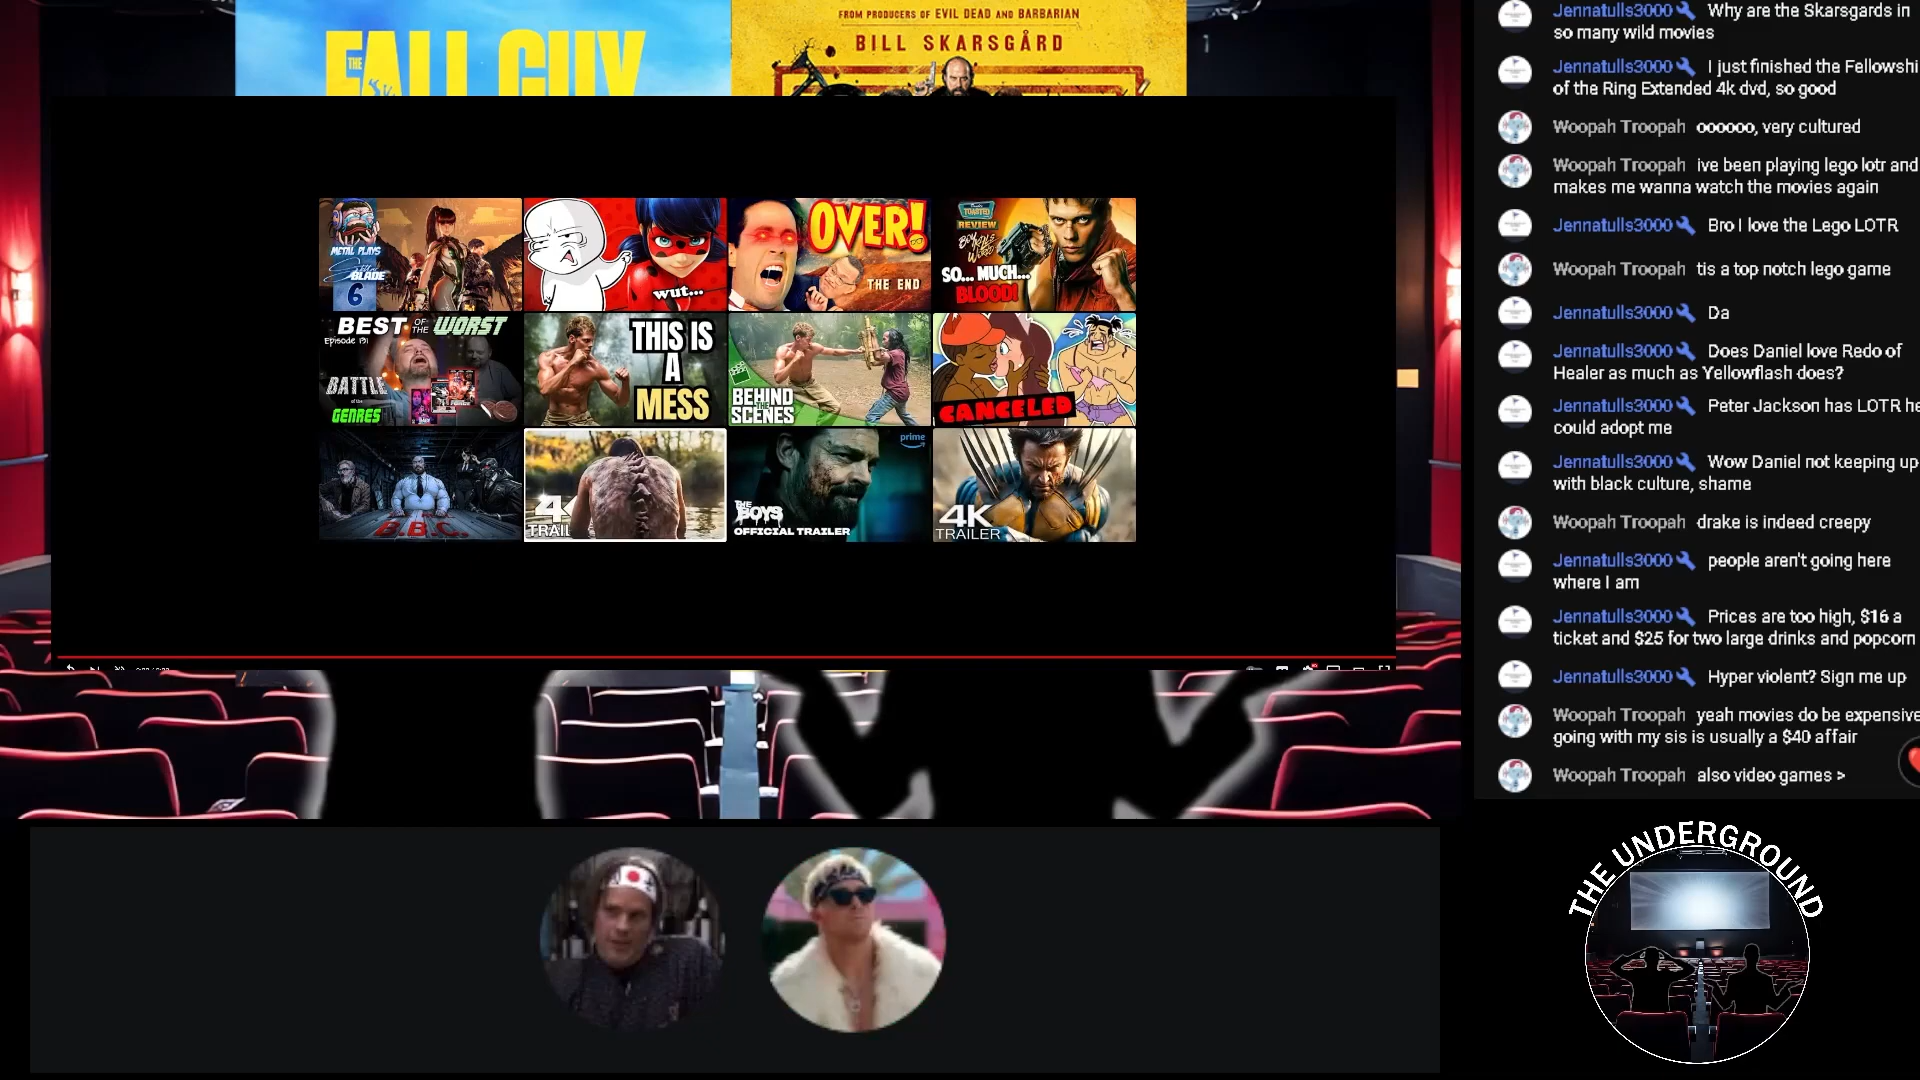 THE
FALL GUY
FROM PRODUCERS OF EVIL DEAD AND BARBARIAN
BILL SKARSGÅRD
METAL PLAYS
BLADE
6
wut...
OVER!
THE END
TOASTED
REVIEW
SO... MUCH...
BLOOD!
BEST OF THE WORST
Episode 131
BATTLE
of the
GENRES
THIS IS
A
MESS
BEHIND
THE
SCENES
CANCELED
B.B.C.
4K
TRAIL
prime
THE
BOYS
OFFICIAL TRAILER
4K
TRAILER
Jennatulls3000 Why are the Skarsgards in
so many wild movies
Jennatulls3000 I just finished the Fellowshi
of the Ring Extended 4k dvd, so good
Woopah Troopah oooooo, very cultured
Woopah Troopah ive been playing lego lotr and
makes me wanna watch the movies again
Jennatulls3000 Bro I love the Lego LOTR
Woopah Troopah tis a top notch lego game
Jennatulls3000 Da
Jennatulls3000 Does Daniel love Redo of
Healer as much as Yellowflash does?
Jennatulls3000 Peter Jackson has LOTR he
could adopt me
Jennatulls3000 Wow Daniel not keeping up
with black culture, shame
Woopah Troopah drake is indeed creepy
Jennatulls3000 people aren't going here
where I am
Jennatulls3000 Prices are too high, $16 a
ticket and $25 for two large drinks and popcorn
Jennatulls3000 Hyper violent? Sign me up
Woopah Troopah yeah movies do be expensive
going with my sis is usually a $40 affair
Woopah Troopah also video games >
THE UNDERGROUND